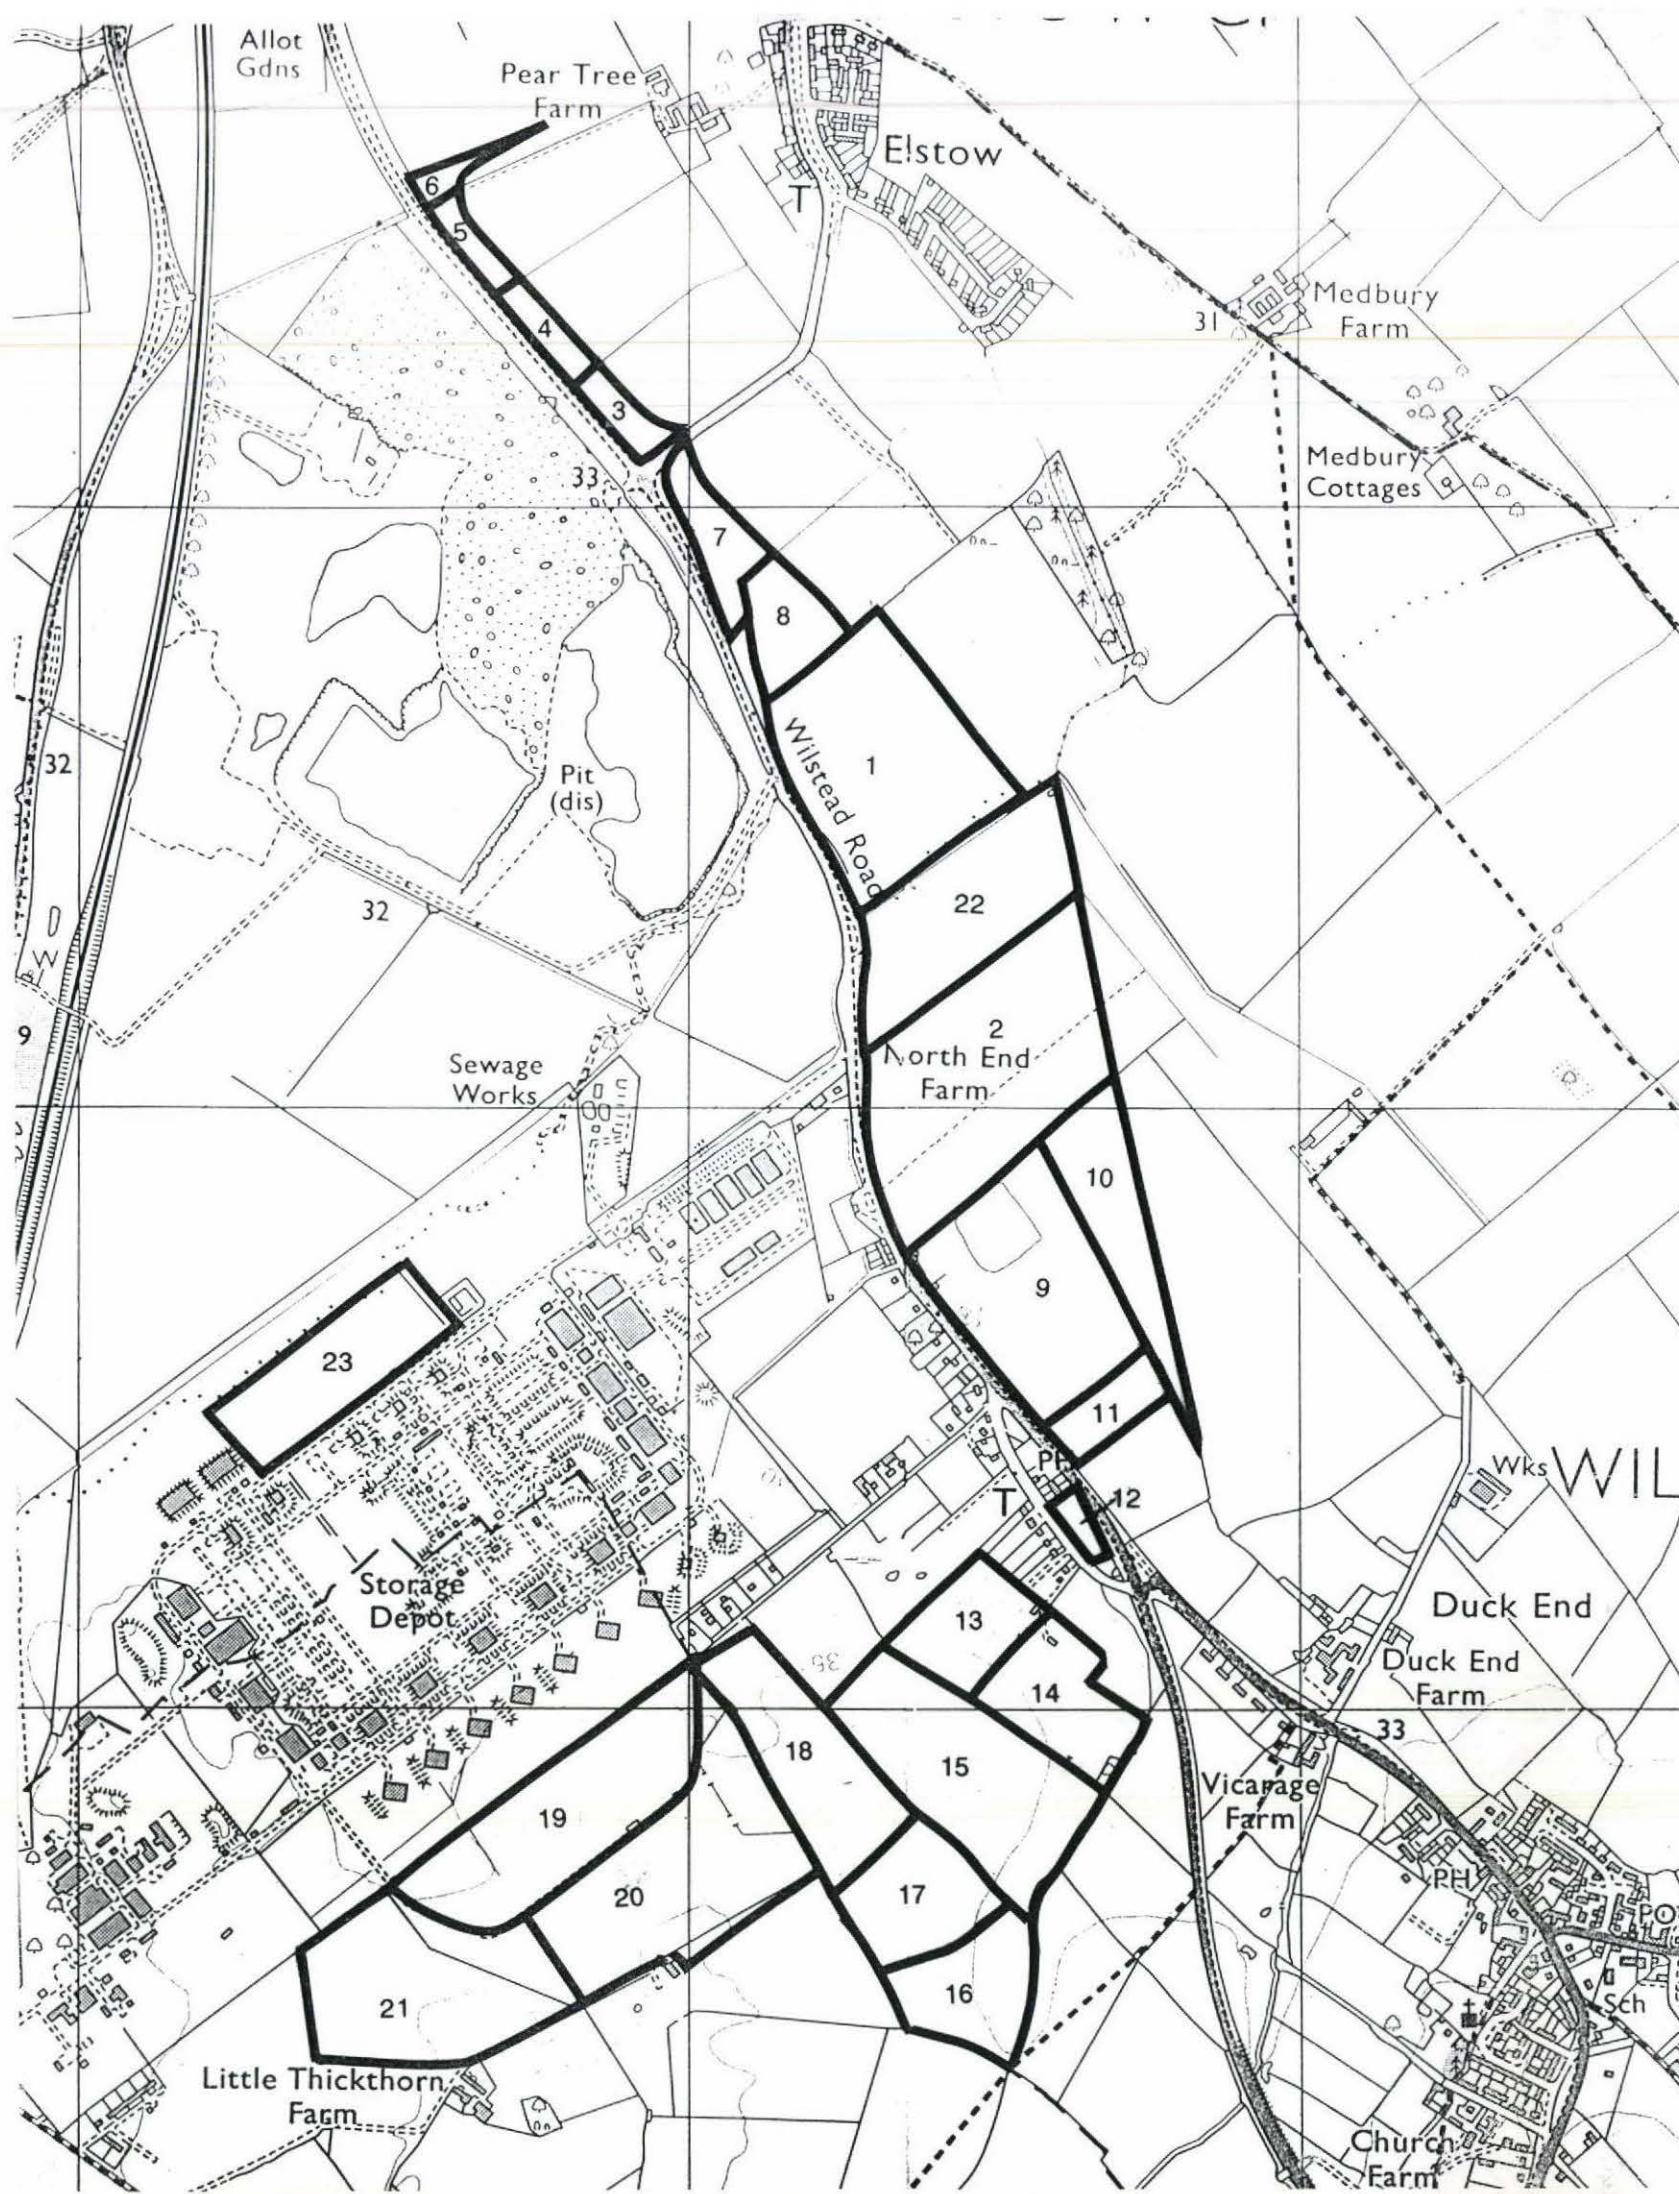 Allot
Gdns
Pear Tree
Farm
Elstow
T
6
5
4
3
31
Medbury
Farm
Medbury
Cottages
33
7
8
1
Wilstead Road
32
Pit
(dis)
22
32
W
9
2
North End
Farm
Sewage
Works
10
9
23
11
PH
12
T
Wks
WIL
Storage
Depot
13
Duck End
Duck End
Farm
14
35
33
18
15
Vicarage
Farm
19
17
20
PH
PO
16
21
Sch
Little Thickthorn
Farm
Church
Farm